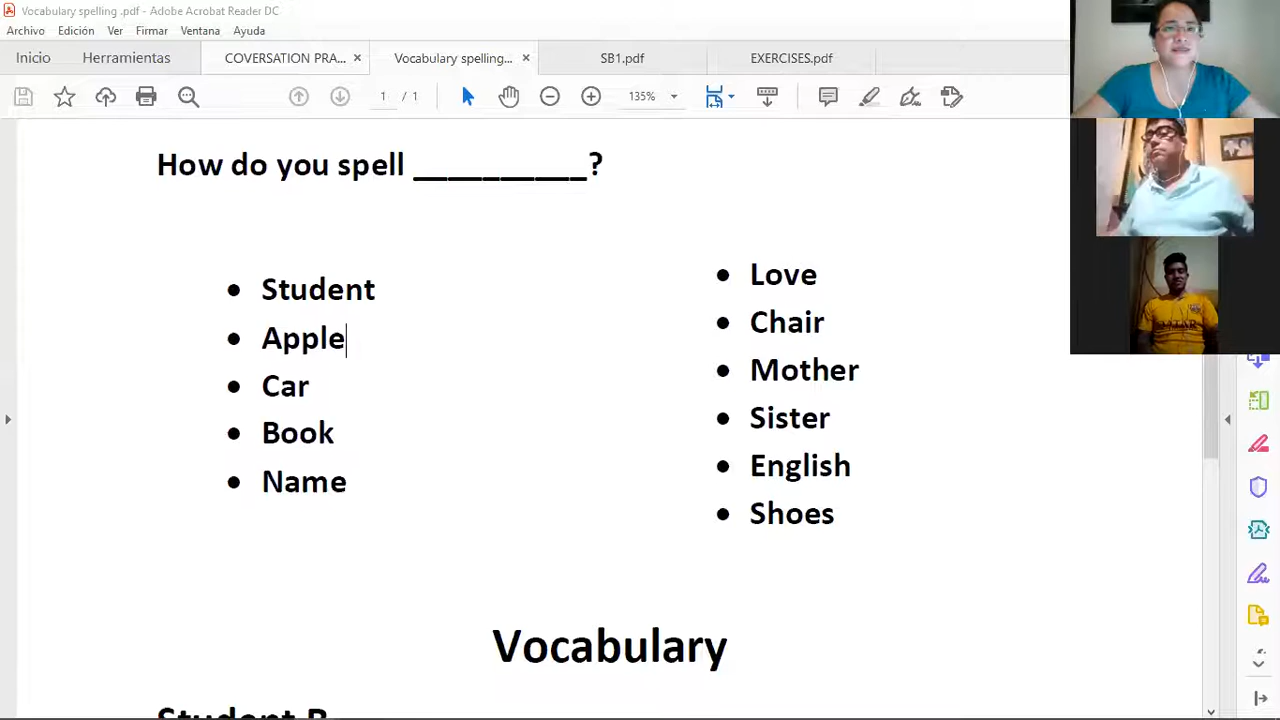 Vocabulary spelling .pdf - Adobe Acrobat Reader DC
Archivo Edición Ver Firmar Ventana Ayuda
Inicio Herramientas COVERSATION PRA... × Vocabulary spelling... × SB1.pdf EXERCISES.pdf
1 / 1 135%
How do you spell __________?
• Student
• Apple
• Car
• Book
• Name
• Love
• Chair
• Mother
• Sister
• English
• Shoes
Vocabulary
Student B